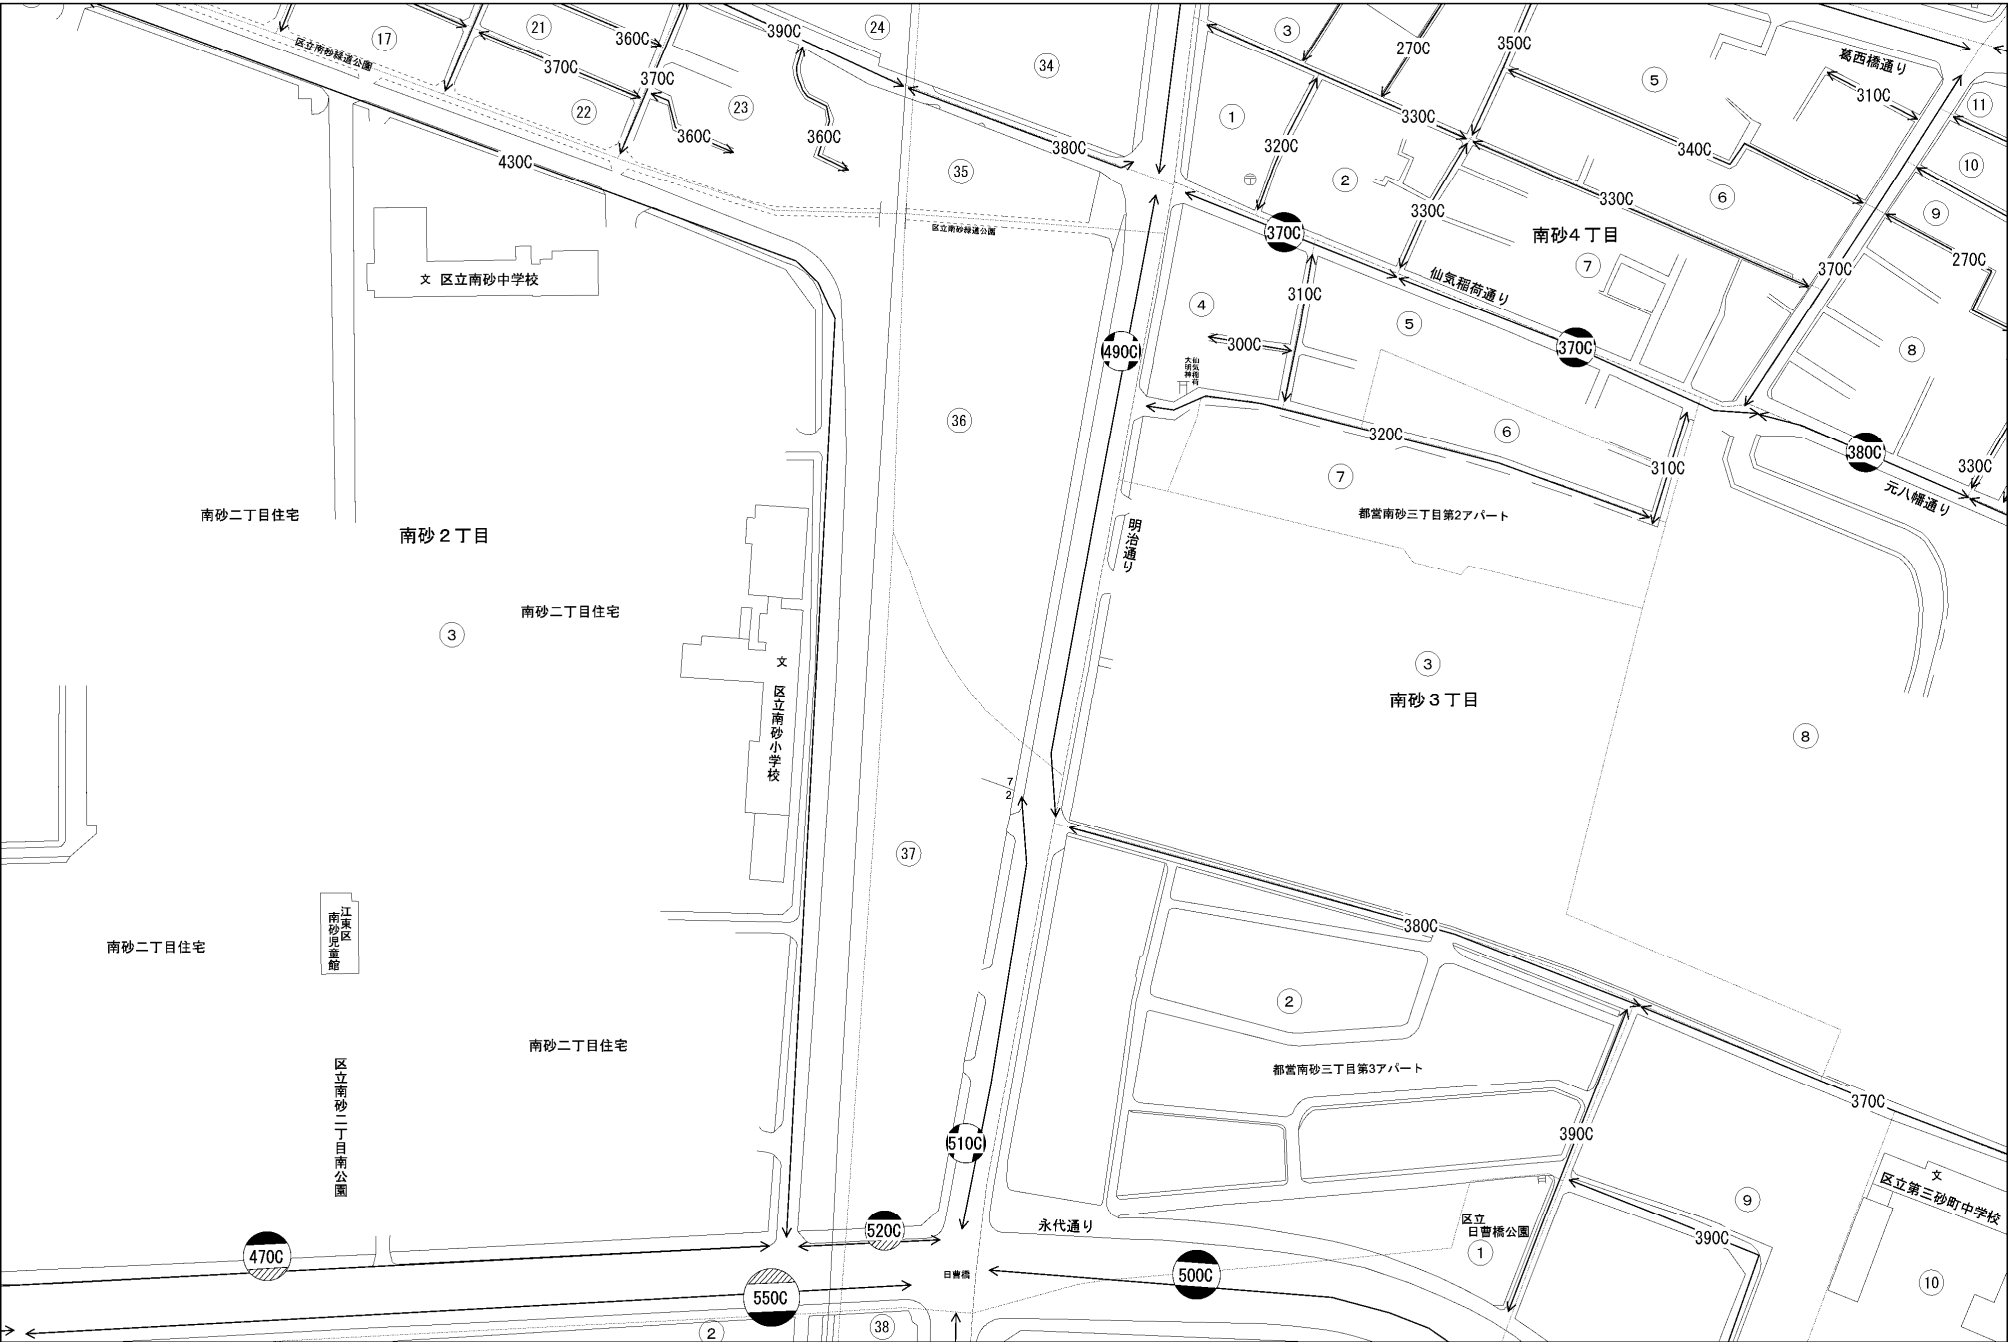 390C
24
3
270C
350C
葛西橋通り
21
360C
17
区立南砂緑道公園
370C
370C
34
5
310C
11
22
23
360C
360C
1
330C
320C
340C
10
430C
380C
35
2
330C
330C
6
9
区立南砂緑道公園
370C
南砂4丁目
7
270C
370C
文 区立南砂中学校
仙気稲荷通り
310C
4
5
490C
300C
370C
8
仙気稲荷
大明神
36
320C
6
310C
380C
330C
7
元八幡通り
南砂二丁目住宅
都営南砂三丁目第2アパート
南砂2丁目
明治通り
南砂二丁目住宅
3
文
区立南砂小学校
3
南砂3丁目
8
7
2
37
380C
江東区
南砂児童館
南砂二丁目住宅
2
南砂二丁目住宅
都営南砂三丁目第3アパート
区立南砂二丁目南公園
370C
390C
510C
文
区立第三砂町中学校
9
永代通り
区立
日曹橋公園
520C
390C
1
470C
日曹橋
500C
550C
10
2
38